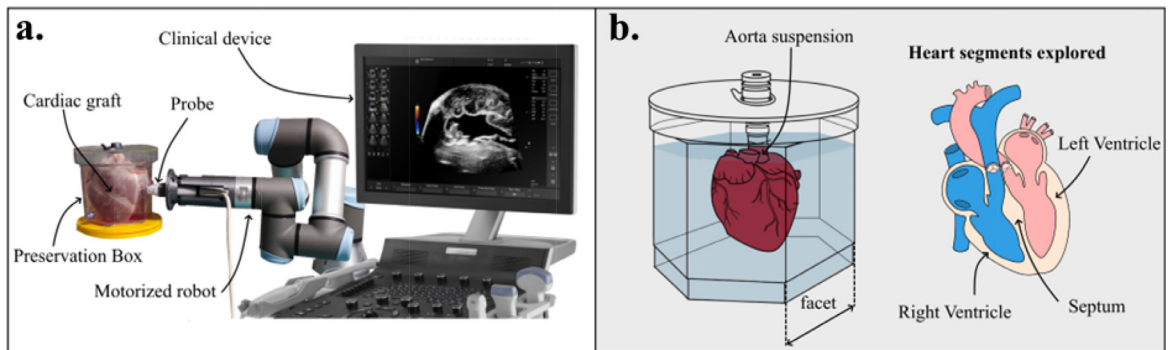 a.
Clinical device
Cardiac graft
Probe
Preservation Box
Motorized robot
b.
Aorta suspension
Heart segments explored
Left Ventricle
facet
Right Ventricle
Septum